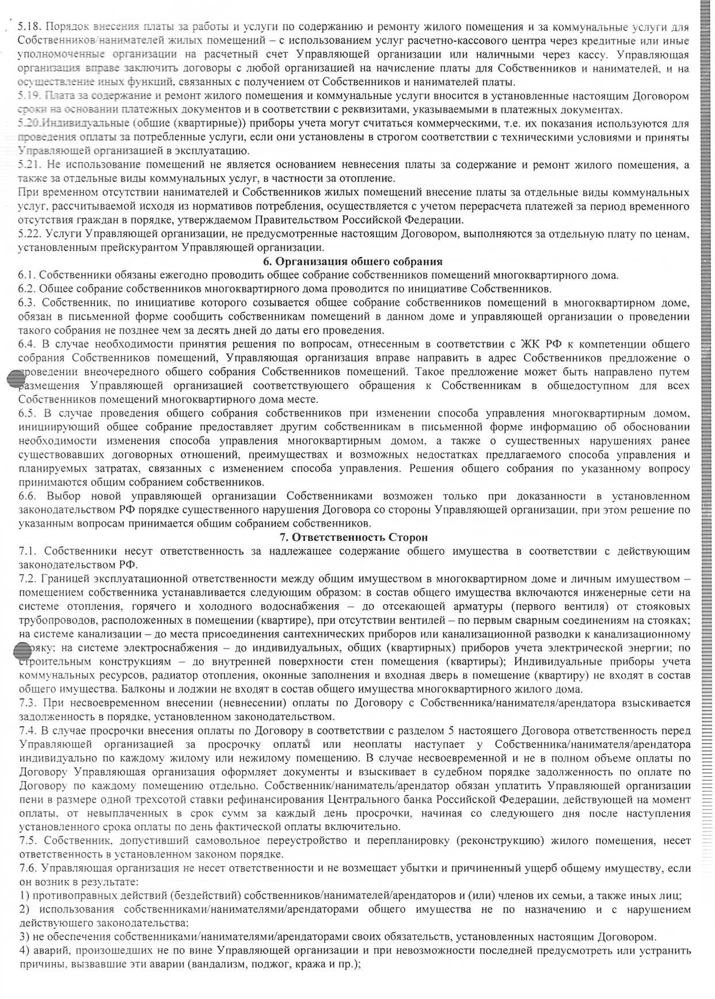 5.18. Порядок внесения платы за работы и услуги по содержанию и ремонту жилого помещения и за коммунальные услуги для
Собственников нанимателей жилых помещений – с использованием услуг расчетно-кассового центра через кредитные или иные
уполномоченные организации на расчетный счет Управляющей организации или наличными через кассу. Управляющая
организация вправе заключить договоры с любой организацией на начисление платы для Собственников и нанимателей, и на
осуществление иных функций, связанных с получением от Собственников и нанимателей платы.
5.19. Плата за содержание и ремонт жилого помещения и коммунальные услуги вносится в установленные настоящим Договором
сроки на основании платежных документов и в соответствии с реквизитами, указываемыми в платежных документах.
5.20.Индивидуальные (общие (квартирные)) приборы учета могут считаться коммерческими, т.е. их показания используются для
проведения оплаты за потребленные услуги, если они установлены в строгом соответствии с техническими условиями и приняты
Управляющей организацией в эксплуатацию.
5.21. Не использование помещений не является основанием невнесения платы за содержание и ремонт жилого помещения, а
также за отдельные виды коммунальных услуг, в частности за отопление.
При временном отсутствии нанимателей и Собственников жилых помещений внесение платы за отдельные виды коммунальных
услуг, рассчитываемой исходя из нормативов потребления, осуществляется с учетом перерасчета платежей за период временного
отсутствия граждан в порядке, утверждаемом Правительством Российской Федерации.
5.22. Услуги Управляющей организации, не предусмотренные настоящим Договором, выполняются за отдельную плату по ценам,
установленным прейскурантом Управляющей организации.
6. Организация общего собрания
6.1. Собственники обязаны ежегодно проводить общее собрание собственников помещений многоквартирного дома.
6.2. Общее собрание собственников многоквартирного дома проводится по инициативе Собственников.
6.3. Собственник, по инициативе которого созывается общее собрание собственников помещений в многоквартирном доме,
обязан в письменной форме сообщить собственникам помещений в данном доме и управляющей организации о проведении
такого собрания не позднее чем за десять дней до даты его проведения.
6.4. В случае необходимости принятия решения по вопросам, отнесенным в соответствии с ЖК РФ к компетенции общего
собрания Собственников помещений, Управляющая организация вправе направить в адрес Собственников предложение о
проведении внеочередного общего собрания Собственников помещений. Такое предложение может быть направлено путем
размещения Управляющей организацией соответствующего обращения к Собственникам в общедоступном для всех
Собственников помещений многоквартирного дома месте.
6.5. В случае проведения общего собрания собственников при изменении способа управления многоквартирным домом,
инициирующий общее собрание предоставляет другим собственникам в письменной форме информацию об обосновании
необходимости изменения способа управления многоквартирным домом, а также о существенных нарушениях ранее
существовавших договорных отношений, преимуществах и возможных недостатках предлагаемого способа управления и
планируемых затратах, связанных с изменением способа управления. Решения общего собрания по указанному вопросу
принимаются общим собранием собственников.
6.6. Выбор новой управляющей организации Собственниками возможен только при доказанности в установленном
законодательством РФ порядке существенного нарушения Договора со стороны Управляющей организации, при этом решение по
указанным вопросам принимается общим собранием собственников.
7. Ответственность Сторон
7.1. Собственники несут ответственность за надлежащее содержание общего имущества в соответствии с действующим
законодательством РФ.
7.2. Границей эксплуатационной ответственности между общим имуществом в многоквартирном доме и личным имуществом –
помещением собственника устанавливается следующим образом: в состав общего имущества включаются инженерные сети на
системе отопления, горячего и холодного водоснабжения – до отсекающей арматуры (первого вентиля) от стояковых
трубопроводов, расположенных в помещении (квартире), при отсутствии вентилей – по первым сварным соединениям на стояках;
на системе канализации – до места присоединения сантехнических приборов или канализационной разводки к канализационному
ояку; на системе электроснабжения – до индивидуальных, общих (квартирных) приборов учета электрической энергии; по
строительным конструкциям – до внутренней поверхности стен помещения (квартиры); Индивидуальные приборы учета
коммунальных ресурсов, радиатор отопления, оконные заполнения и входная дверь в помещение (квартиру) не входят в состав
общего имущества. Балконы и лоджии не входят в состав общего имущества многоквартирного жилого дома.
7.3. При несвоевременном внесении (невнесении) оплаты по Договору с Собственника/нанимателя/арендатора взыскивается
задолженность в порядке, установленном законодательством.
7.4. В случае просрочки внесения оплаты по Договору в соответствии с разделом 5 настоящего Договора ответственность перед
Управляющей организацией за просрочку оплаты или неоплаты наступает у Собственника/нанимателя/арендатора
индивидуально по каждому жилому или нежилому помещению. В случае несвоевременной и не в полном объеме оплаты по
Договору Управляющая организация оформляет документы и взыскивает в судебном порядке задолженность по оплате по
Договору по каждому помещению отдельно. Собственник/наниматель/арендатор обязан уплатить Управляющей организации
пени в размере одной трехсотой ставки рефинансирования Центрального банка Российской Федерации, действующей на момент
оплаты, от невыплаченных в срок сумм за каждый день просрочки, начиная со следующего дня после наступления
установленного срока оплаты по день фактической оплаты включительно.
7.5. Собственник, допустивший самовольное переустройство и перепланировку (реконструкцию) жилого помещения, несет
ответственность в установленном законом порядке.
7.6. Управляющая организация не несет ответственности и не возмещает убытки и причиненный ущерб общему имуществу, если
он возник в результате:
1) противоправных действий (бездействий) собственников/нанимателей/арендаторов и (или) членов их семьи, а также иных лиц;
2) использования собственниками/нанимателями/арендаторами общего имущества не по назначению и с нарушением
действующего законодательства;
3) не обеспечения собственниками/нанимателями/арендаторами своих обязательств, установленных настоящим Договором.
4) аварий, произошедших не по вине Управляющей организации и при невозможности последней предусмотреть или устранить
причины, вызвавшие эти аварии (вандализм, поджог, кража и пр.);